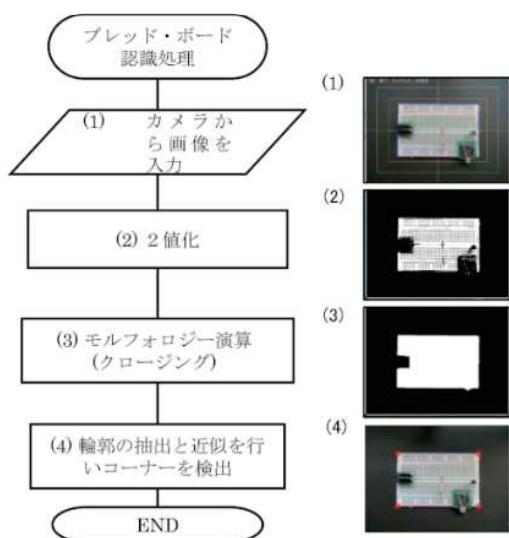 ブレッド・ボード
認識処理
(1) カメラか
ら画像を
入力
(2) 2値化
(3) モルフォロジー演算
(クロージング)
(4) 輪郭の抽出と近似を行
いコーナーを検出
END
(1)
(2)
(3)
(4)